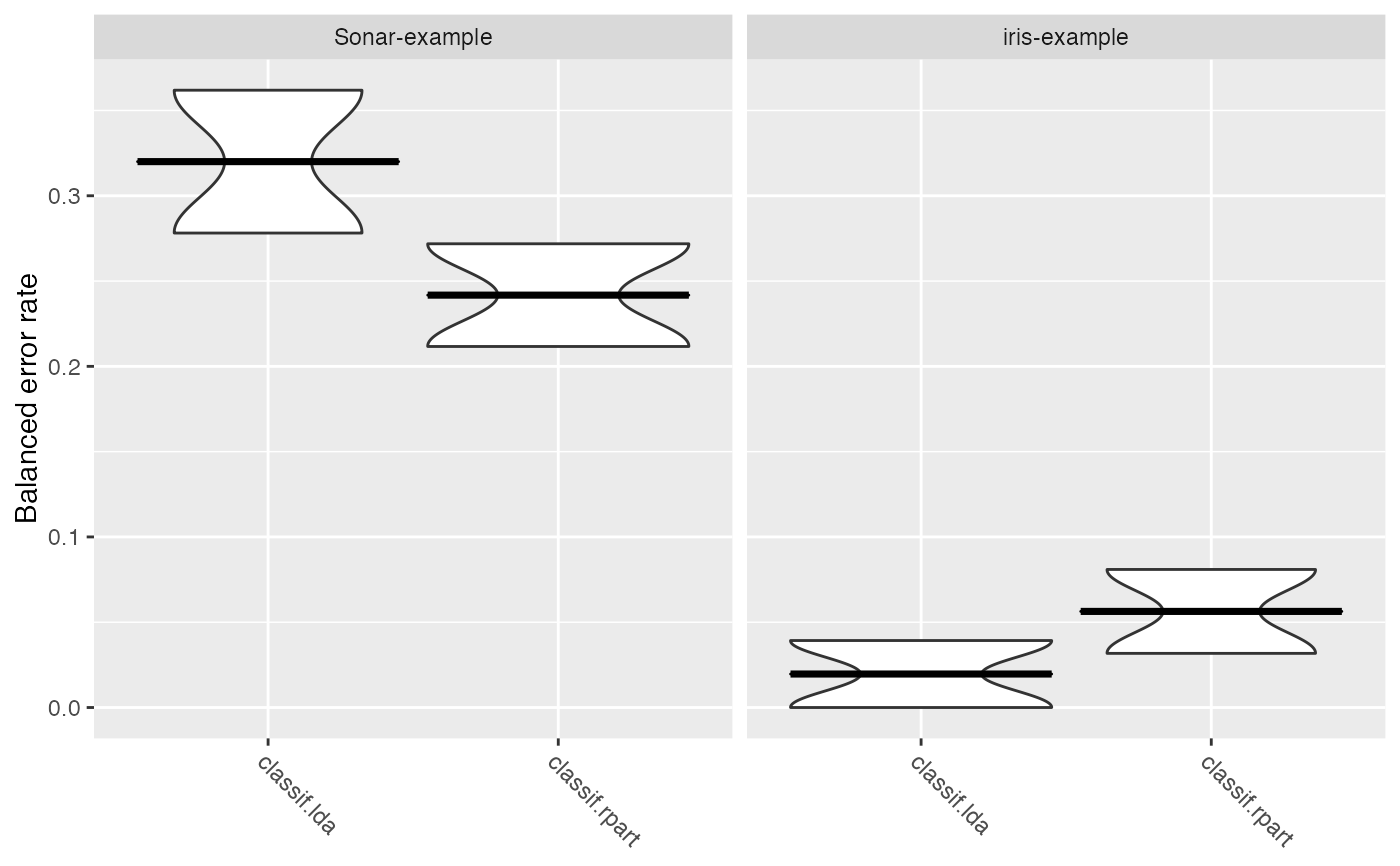 Sonar-example
iris-example
Balanced error rate
0.3
0.2
0.1
0.0
classif.lda
classif.rpart
classif.lda
classif.rpart